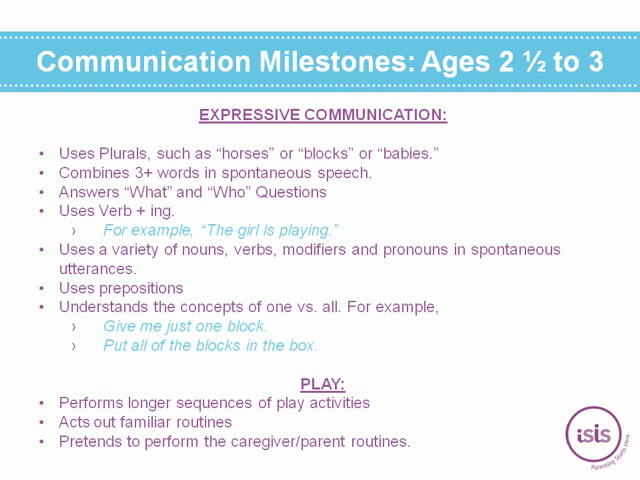 Communication Milestones: Ages 2 ½ to 3
EXPRESSIVE COMMUNICATION:
• Uses Plurals, such as “horses” or “blocks” or “babies.”
• Combines 3+ words in spontaneous speech.
• Answers “What” and “Who” Questions
• Uses Verb + ing.
› For example, “The girl is playing.”
• Uses a variety of nouns, verbs, modifiers and pronouns in spontaneous
utterances.
• Uses prepositions
• Understands the concepts of one vs. all. For example,
› Give me just one block.
› Put all of the blocks in the box.
PLAY:
• Performs longer sequences of play activities
• Acts out familiar routines
• Pretends to perform the caregiver/parent routines.
isis
Parenting Starts Here.